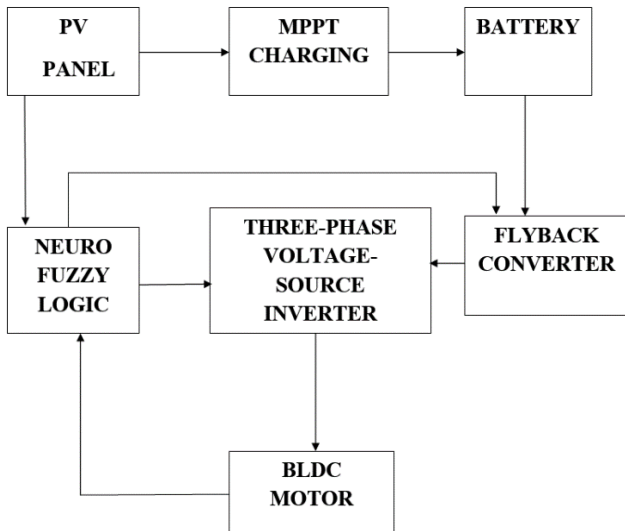 PV
PANEL
MPPT
CHARGING
BATTERY
NEURO
FUZZY
LOGIC
THREE-PHASE
VOLTAGE-
SOURCE
INVERTER
FLYBACK
CONVERTER
BLDC
MOTOR